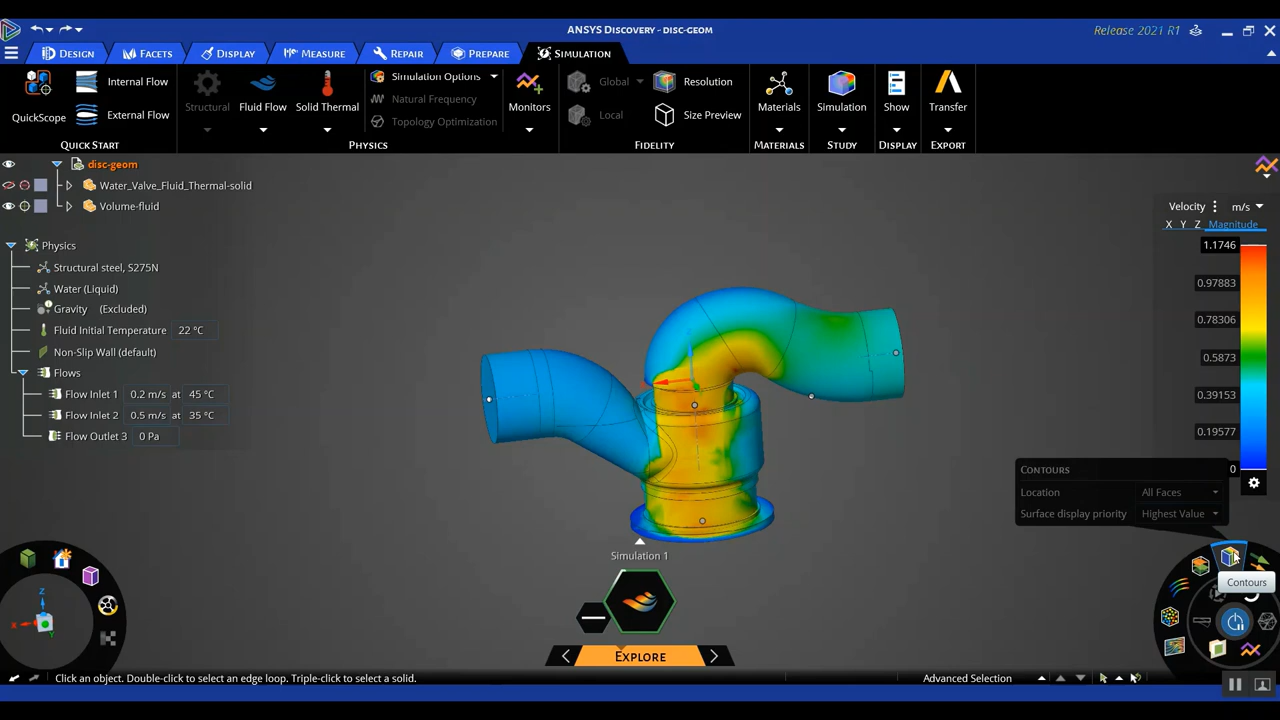 ANSYS Discovery - DISC-GEOM
Release 2021 R1
DESIGN FACETS DISPLAY MEASURE REPAIR PREPARE SIMULATION
QuickScope
Internal Flow
External Flow
QUICK START
Structural
Fluid Flow
Solid Thermal
Simulation Options
Natural Frequency
Topology Optimization
PHYSICS
Monitors
Global
Local
Resolution
Size Preview
FIDELITY
Materials
MATERIALS
Simulation
STUDY
Show
DISPLAY
Transfer
EXPORT
disc-geom
Water_Valve_Fluid_Thermal-solid
Volume-fluid
Physics
Structural steel, S275N
Water (Liquid)
Gravity (Excluded)
Fluid Initial Temperature 22 °C
Non-Slip Wall (default)
Flows
Flow Inlet 1 0.2 m/s at 45 °C
Flow Inlet 2 0.5 m/s at 35 °C
Flow Outlet 3 0 Pa
Velocity m/s
X Y Z Magnitude
1.1746
0.97883
0.78306
0.5873
0.39153
0.19577
0
CONTOURS
Location All Faces
Surface display priority Highest Value
Contours
Simulation 1
EXPLORE
Z
X
Y
Click an object. Double-click to select an edge loop. Triple-click to select a solid.
Advanced Selection